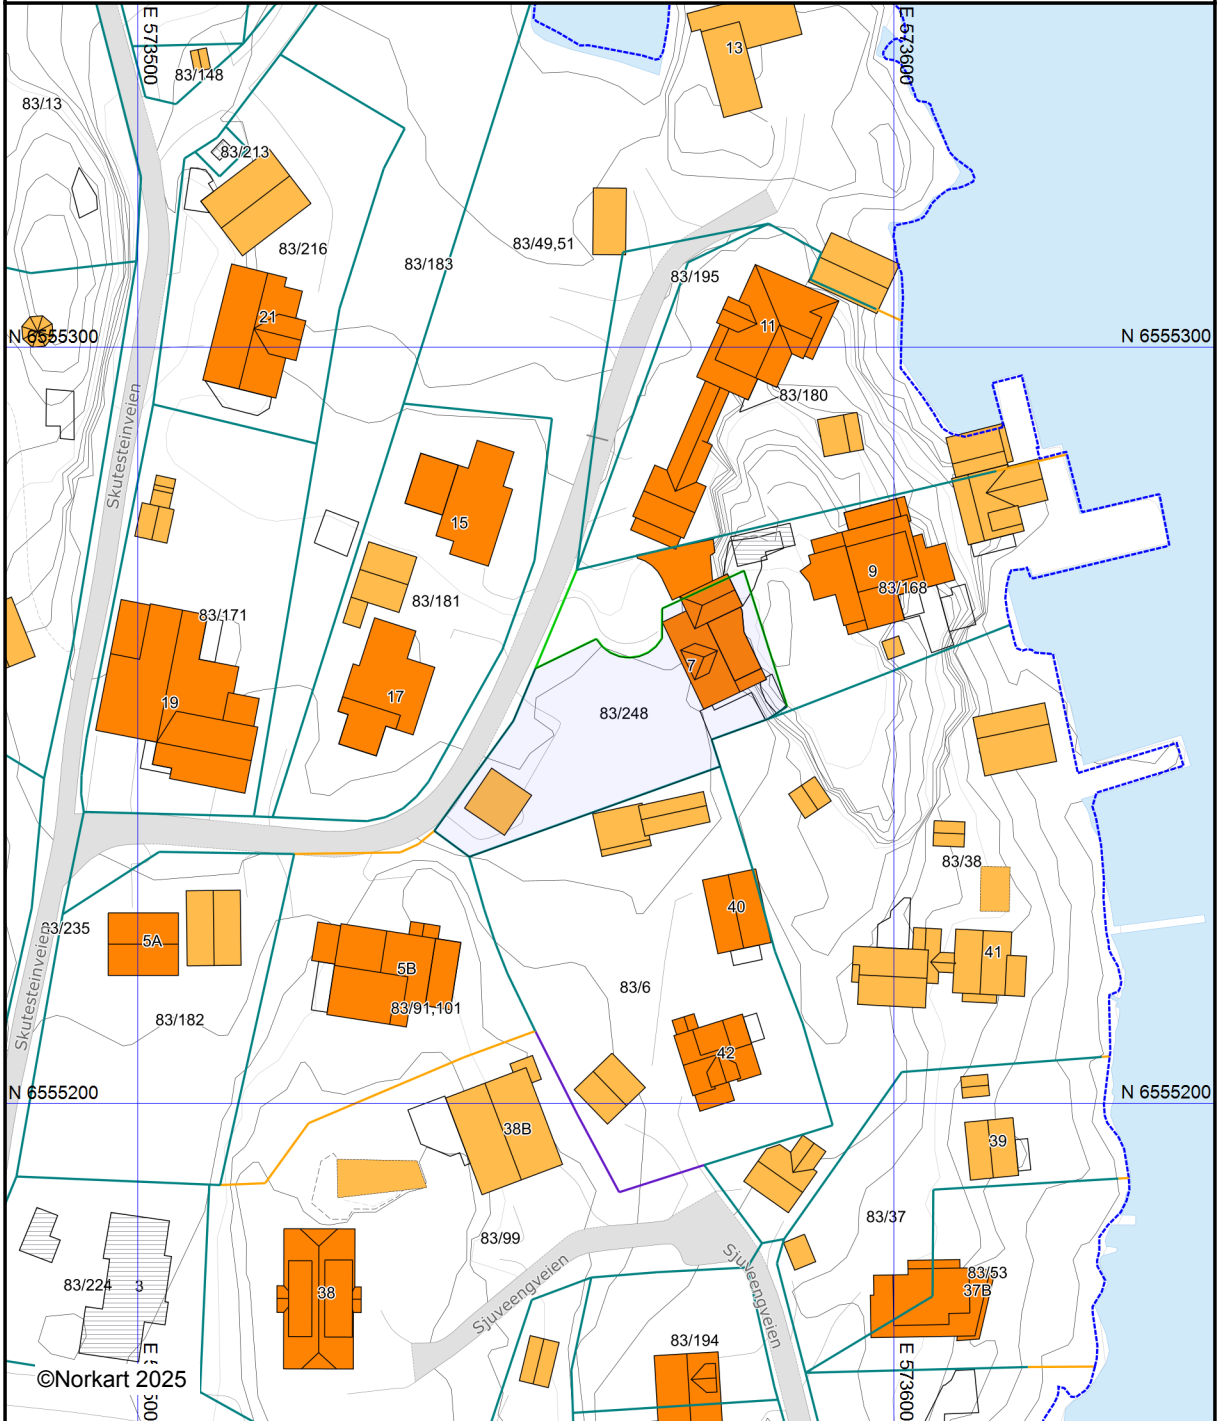 E 573500
E 573600
13
83/148
83/13
83/213
83/216
83/49,51
83/183
83/195
21
11
N 6555300
N 6555300
83/180
Skutesteinveien
15
9
83/168
83/181
83/171
7
17
19
83/248
83/38
40
83/235
5A
41
5B
83/6
83/91,101
83/182
Skutesteinveien
42
N 6555200
N 6555200
38B
39
83/37
83/99
Sjuveengveien
Sjuveengveien
83/53
83/224
3
37B
38
83/194
©Norkart 2025
E 573600